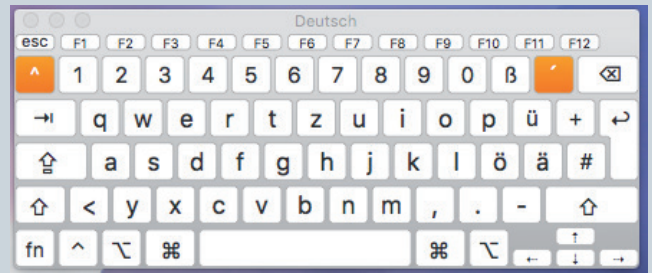 Deutsch
esc F1 F2 F3 F4 F5 F6 F7 F8 F9 F10 F11 F12
^ 1 2 3 4 5 6 7 8 9 0 ß ´ ⌫
⇥ q w e r t z u i o p ü + ↩
⇪ a s d f g h j k l ö ä #
⇧ < y x c v b n m , . - ⇧
fn ^ ⌥ ⌘ ⌘ ⌥ ← ↑ ↓ →